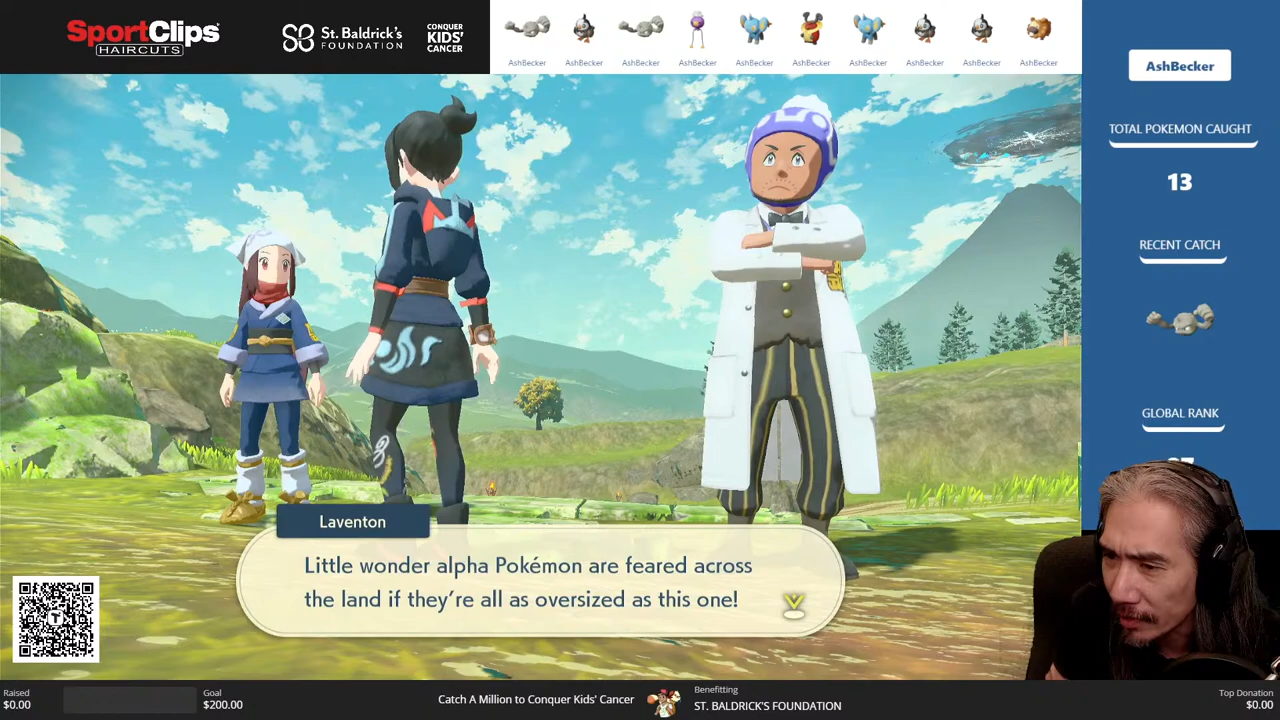 SportClips
HAIRCUTS
St. Baldrick's
FOUNDATION
CONQUER
KIDS'
CANCER
AshBecker
AshBecker
AshBecker
AshBecker
AshBecker
AshBecker
AshBecker
AshBecker
AshBecker
AshBecker
AshBecker
TOTAL POKEMON CAUGHT
13
RECENT CATCH
GLOBAL RANK
Laventon
Little wonder alpha Pokémon are feared across
the land if they're all as oversized as this one!
Raised
$0.00
Goal
$200.00
Catch A Million to Conquer Kids' Cancer
Benefitting
ST. BALDRICK'S FOUNDATION
Top Donation
$0.00